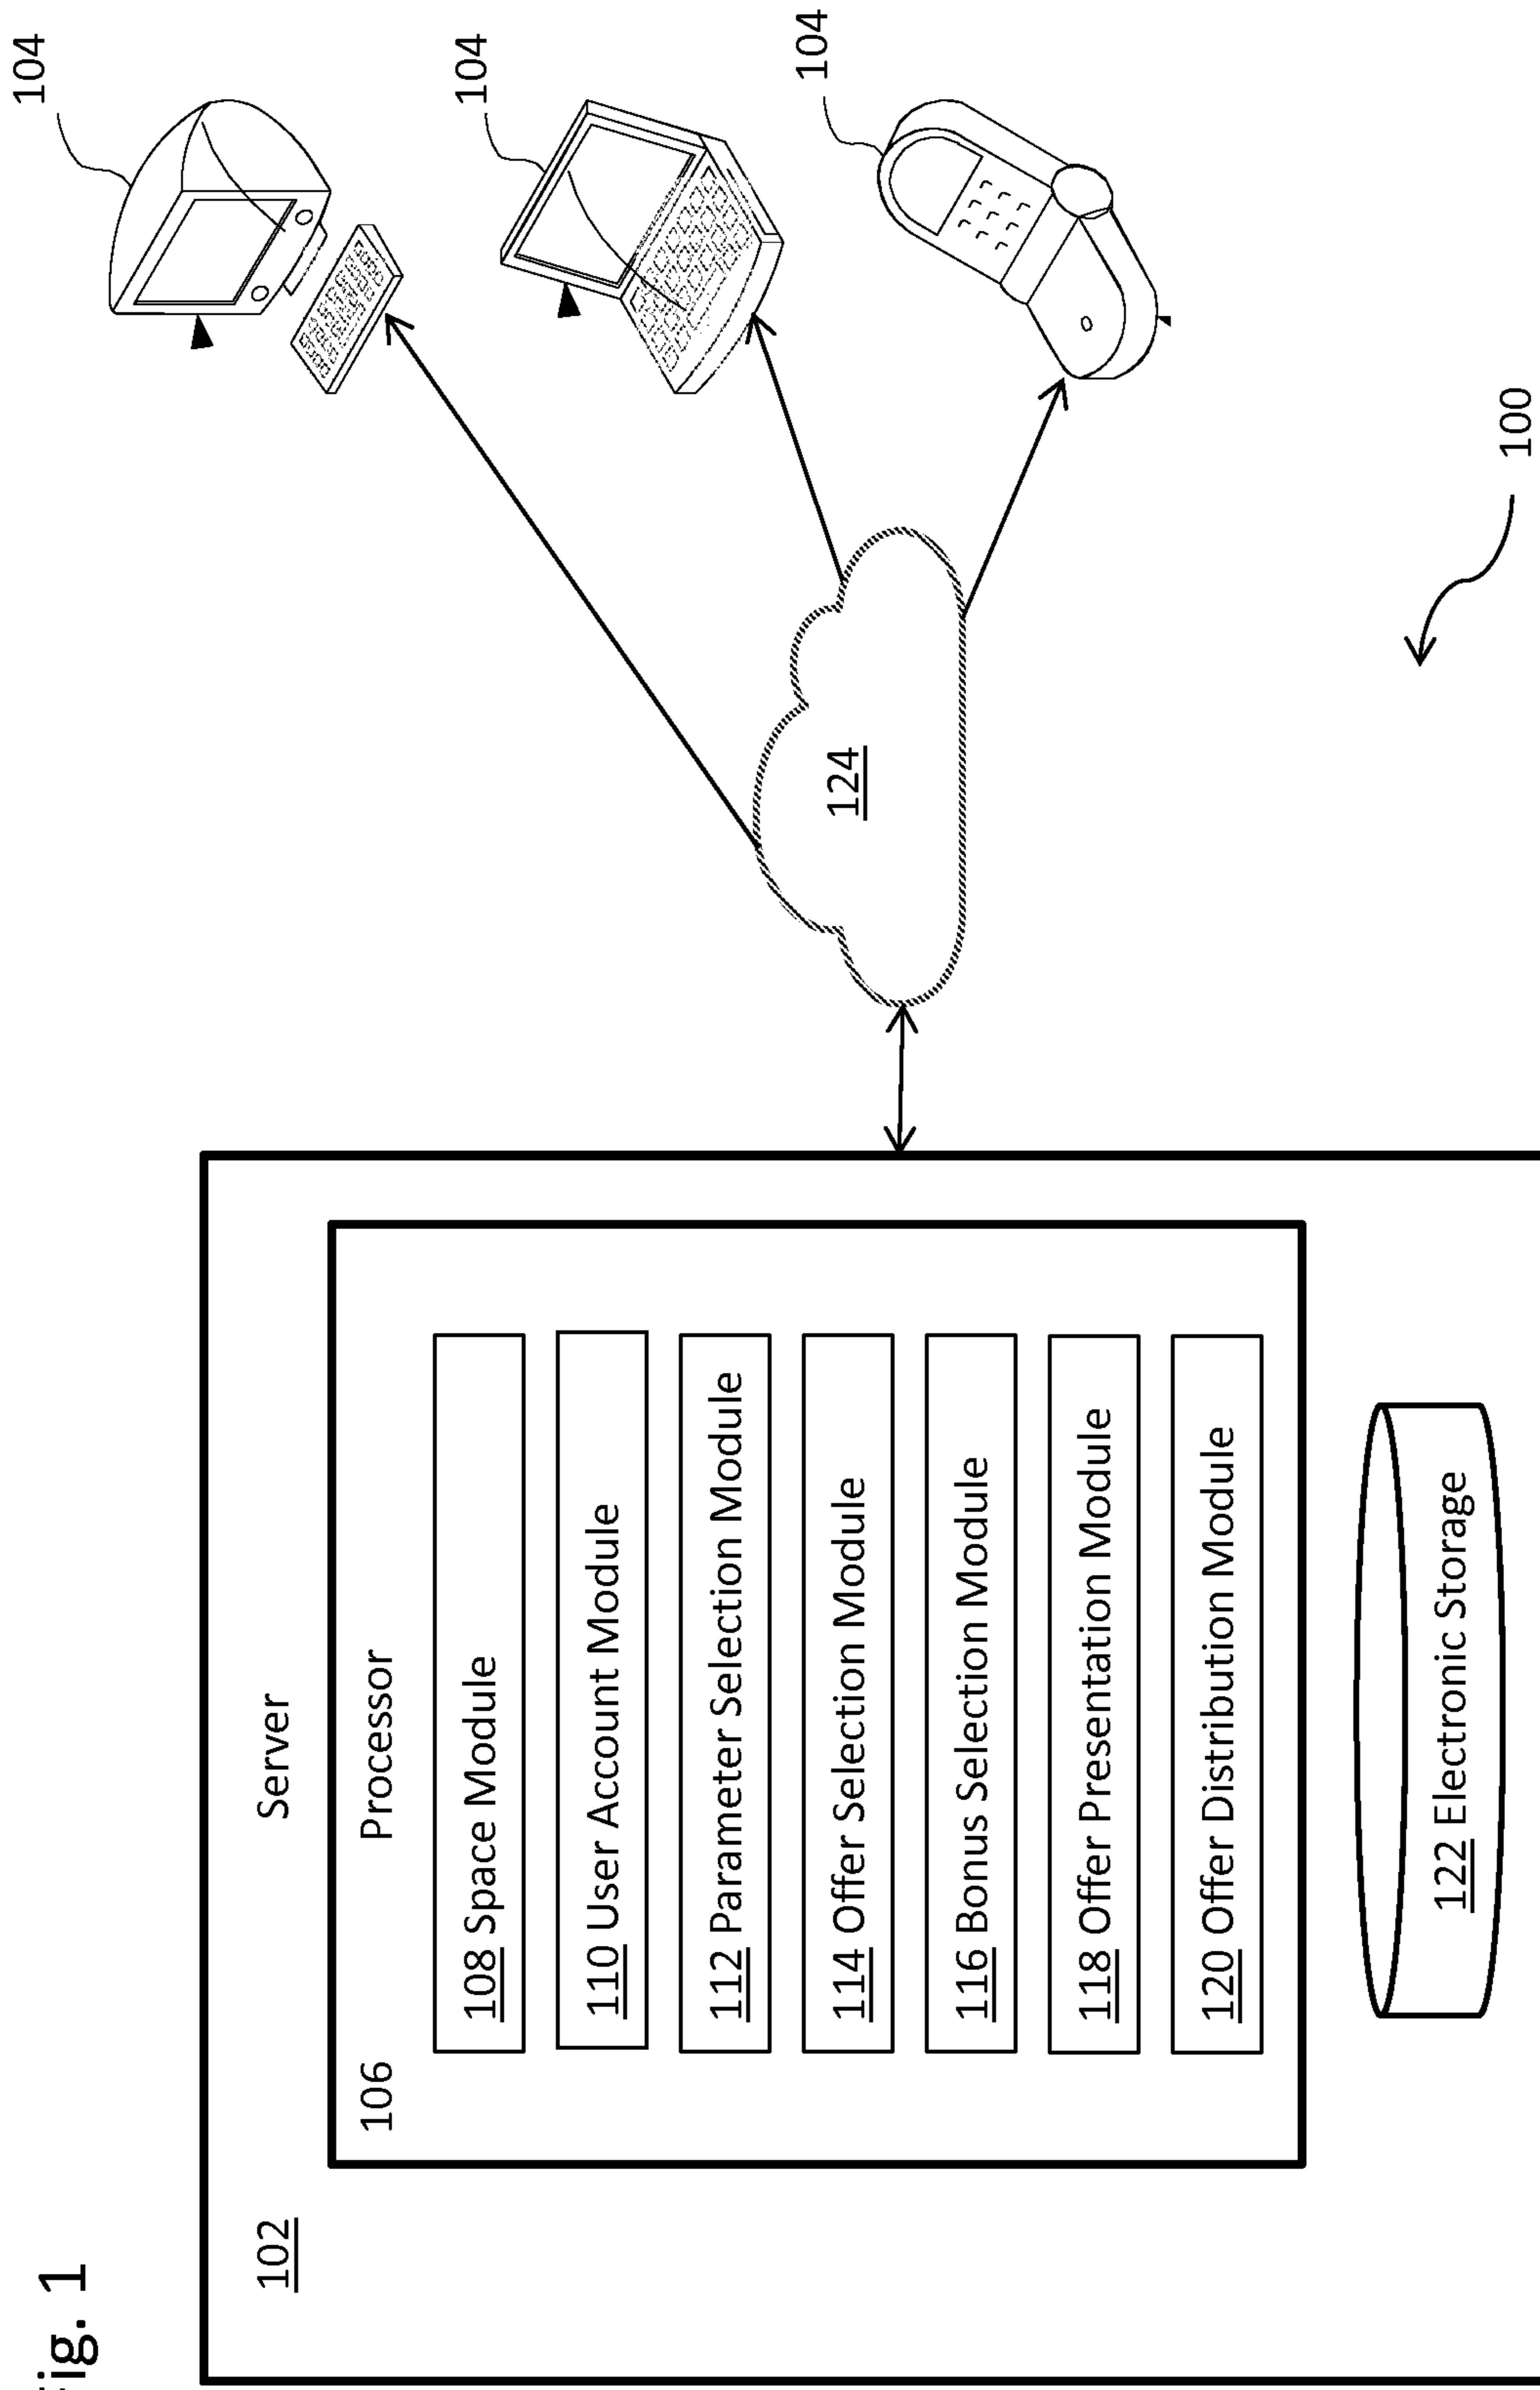 Fig. 1
102
Server
106
Processor
108 Space Module
110 User Account Module
112 Parameter Selection Module
114 Offer Selection Module
116 Bonus Selection Module
118 Offer Presentation Module
120 Offer Distribution Module
122 Electronic Storage
124
104
104
104
100